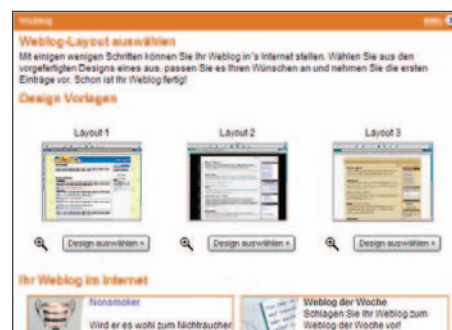 Weblog
Weblog-Layout auswählen
Mit einigen wenigen Schritten können Sie Ihr Weblog in's Internet stellen. Wählen Sie aus den
vorgefertigten Designs eines aus, passen Sie es Ihren Wünschen an und nehmen Sie die ersten
Einträge vor. Schon ist Ihr Weblog fertig!
Design Vorlagen
Layout 1
Layout 2
Layout 3
Design auswählen »
Design auswählen »
Design auswählen »
Ihr Weblog im Internet
Nonsmoker
Wird er es wohl zum Nichtraucher
Weblog der Woche
Schlagen Sie Ihr Weblog zum
Weblog der Woche vor!